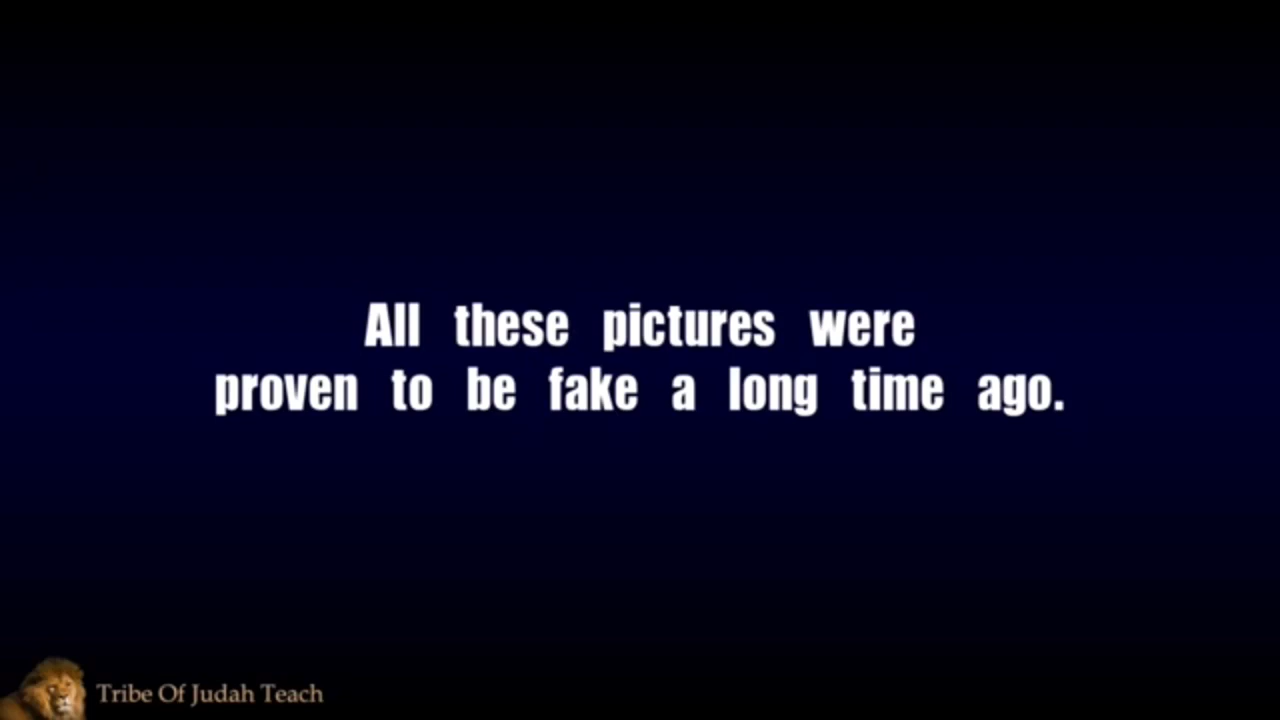 All these pictures were
proven to be fake a long time ago.
Tribe Of Judah Teach